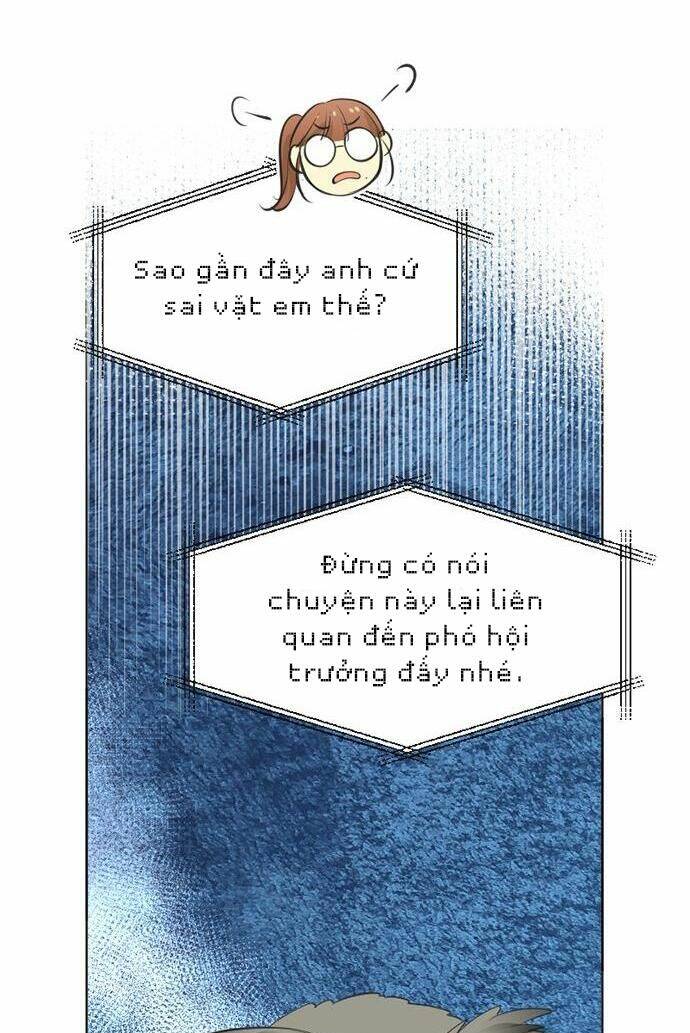 Sao gần đây anh cứ
sai vặt em thế?
Đừng có nói
chuyện này lại liên
quan đến phó hội
trưởng đấy nhé.